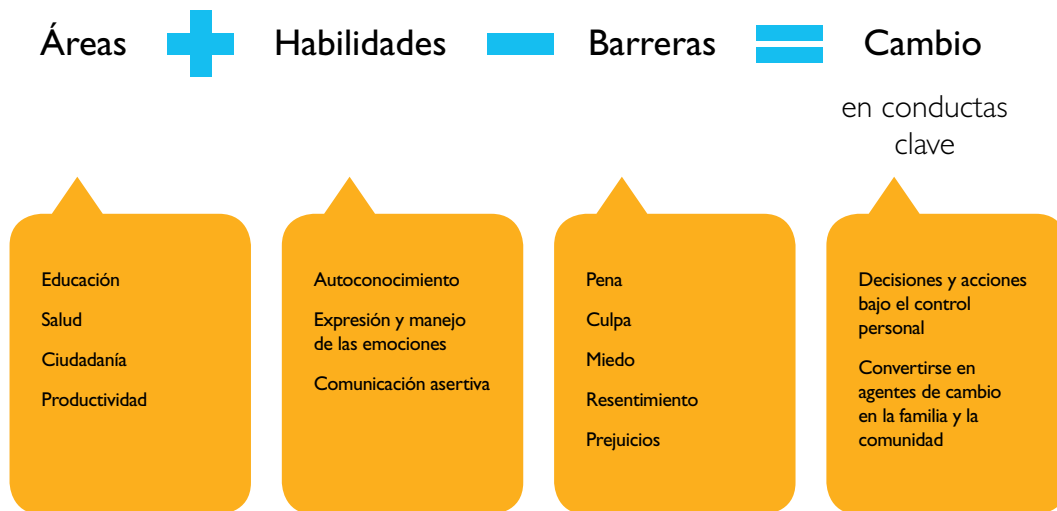 Áreas + Habilidades − Barreras = Cambio
en conductas
clave
Educación
Salud
Ciudadanía
Productividad
Autoconocimiento
Expresión y manejo
de las emociones
Comunicación asertiva
Pena
Culpa
Miedo
Resentimiento
Prejuicios
Decisiones y acciones
bajo el control
personal
Convertirse en
agentes de cambio
en la familia y la
comunidad